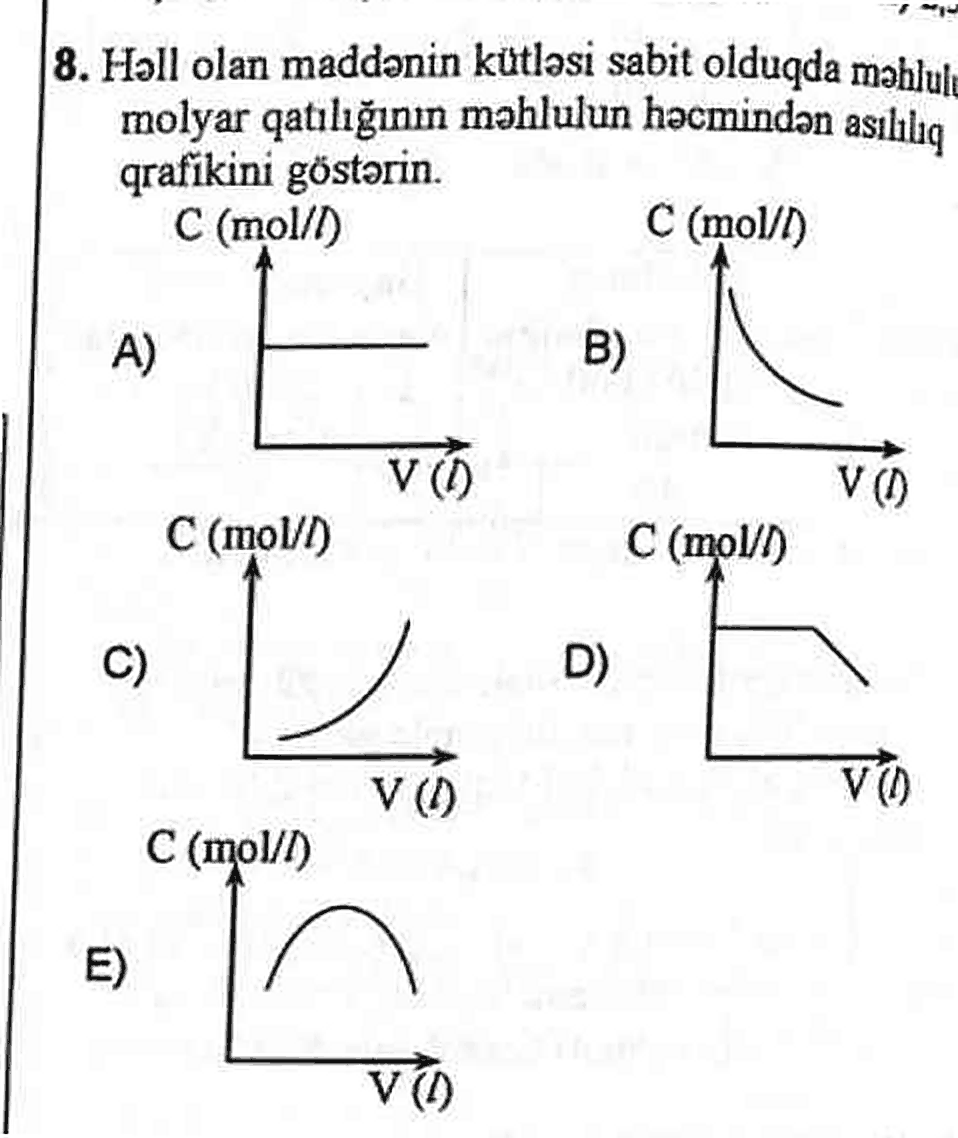 8. Həll olan maddənin kütləsi sabit olduqda
molyar qatılığının məhlulun həcmindən asılılıq
qrafikini göstərin.
C (mol/l) C (mol/l)
A) B)
V (l) V (l)
C (mol/l) C (mol/l)
C) D)
V (l) V (l)
C (mol/l)
E)
V (l)